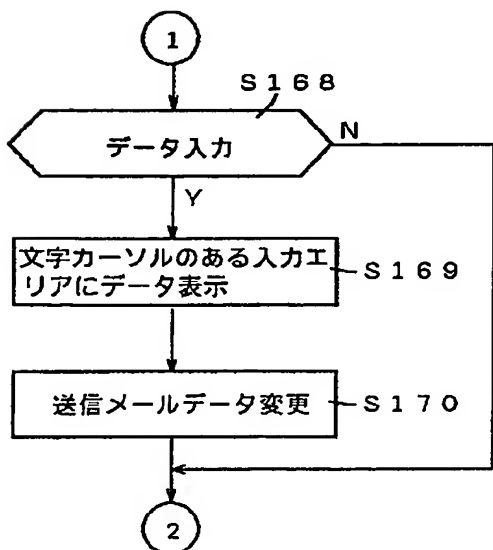 1
S168
データ入力
N
Y
文字カーソルのある入力エ
リアにデータ表示
S169
送信メールデータ変更
S170
2